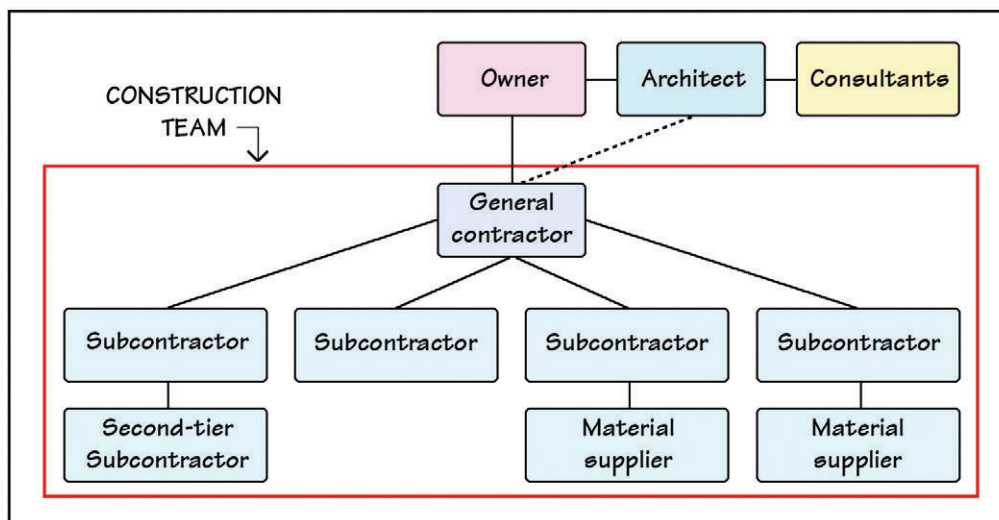 Owner
Architect
Consultants
CONSTRUCTION
TEAM
General
contractor
Subcontractor
Subcontractor
Subcontractor
Subcontractor
Second-tier
Subcontractor
Material
supplier
Material
supplier